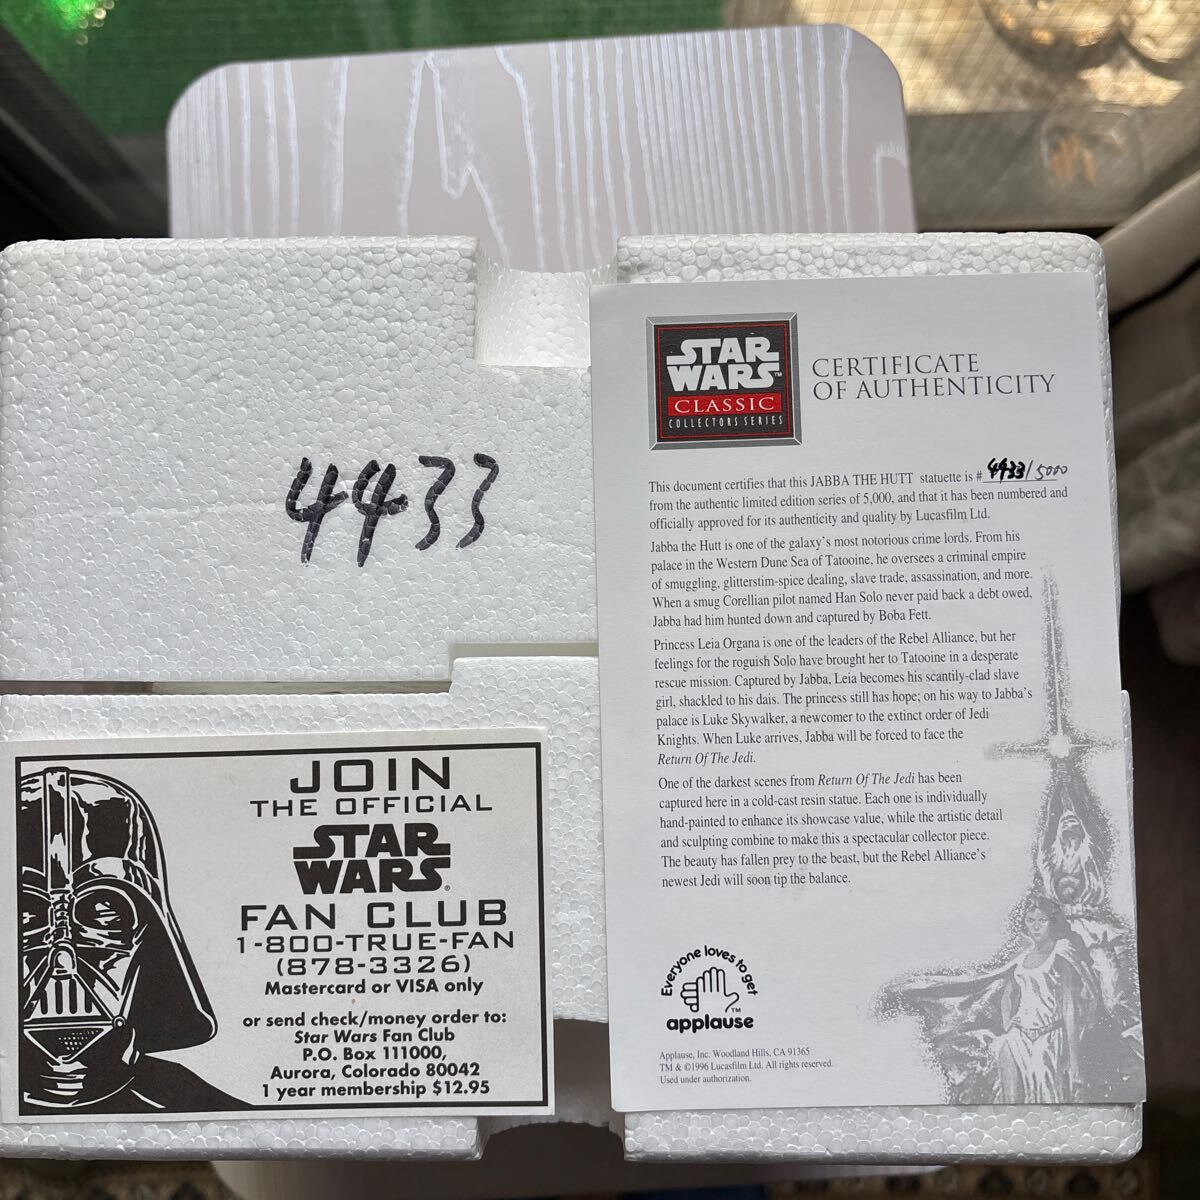 4433
STAR
WARS™
CLASSIC
COLLECTORS SERIES
CERTIFICATE
OF AUTHENTICITY
This document certifies that this JABBA THE HUTT statuette is # 4433/5000
from the authentic limited edition series of 5,000, and that it has been numbered and
officially approved for its authenticity and quality by Lucasfilm Ltd.
Jabba the Hutt is one of the galaxy's most notorious crime lords. From his
palace in the Western Dune Sea of Tatooine, he oversees a criminal empire
of smuggling, glitterstim-spice dealing, slave trade, assassination, and more.
When a smug Corellian pilot named Han Solo never paid back a debt owed,
Jabba had him hunted down and captured by Boba Fett.
Princess Leia Organa is one of the leaders of the Rebel Alliance, but her
feelings for the roguish Solo have brought her to Tatooine in a desperate
rescue mission. Captured by Jabba, Leia becomes his scantily-clad slave
girl, shackled to his dais. The princess still has hope; on his way to Jabba's
palace is Luke Skywalker, a newcomer to the extinct order of Jedi
Knights. When Luke arrives, Jabba will be forced to face the
Return Of The Jedi.
One of the darkest scenes from Return Of The Jedi has been
captured here in a cold-cast resin statue. Each one is individually
hand-painted to enhance its showcase value, while the artistic detail
and sculpting combine to make this a spectacular collector piece.
The beauty has fallen prey to the beast, but the Rebel Alliance's
newest Jedi will soon tip the balance.
Everyone loves to get
applause™
Applause, Inc. Woodland Hills, CA 91365
TM & ©1996 Lucasfilm Ltd. All rights reserved.
Used under authorization.
JOIN
THE OFFICIAL
STAR
WARS®
FAN CLUB
1-800-TRUE-FAN
(878-3326)
Mastercard or VISA only
or send check/money order to:
Star Wars Fan Club
P.O. Box 111000,
Aurora, Colorado 80042
1 year membership $12.95